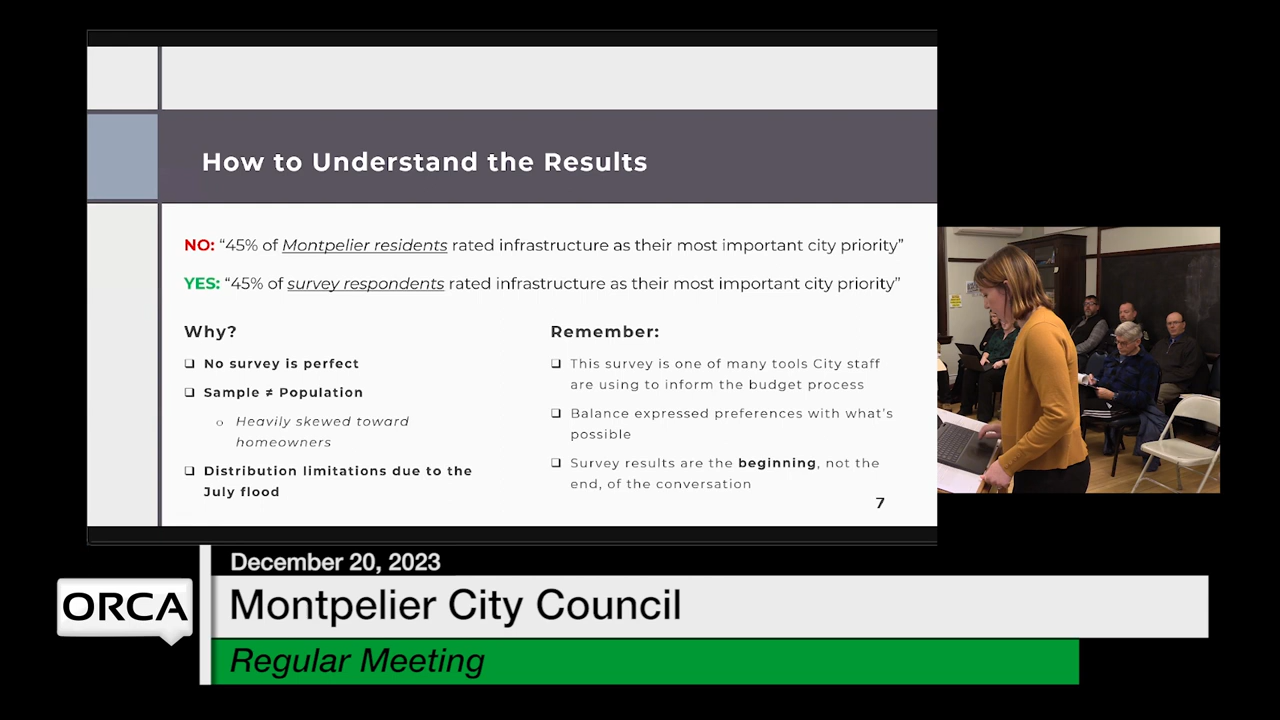 How to Understand the Results
NO: “45% of Montpelier residents rated infrastructure as their most important city priority”
YES: “45% of survey respondents rated infrastructure as their most important city priority”
Why?
❑ No survey is perfect
❑ Sample ≠ Population
o Heavily skewed toward
homeowners
❑ Distribution limitations due to the
July flood
Remember:
❑ This survey is one of many tools City staff
are using to inform the budget process
❑ Balance expressed preferences with what's
possible
❑ Survey results are the beginning, not the
end, of the conversation
7
December 20, 2023
ORCA
Montpelier City Council
Regular Meeting